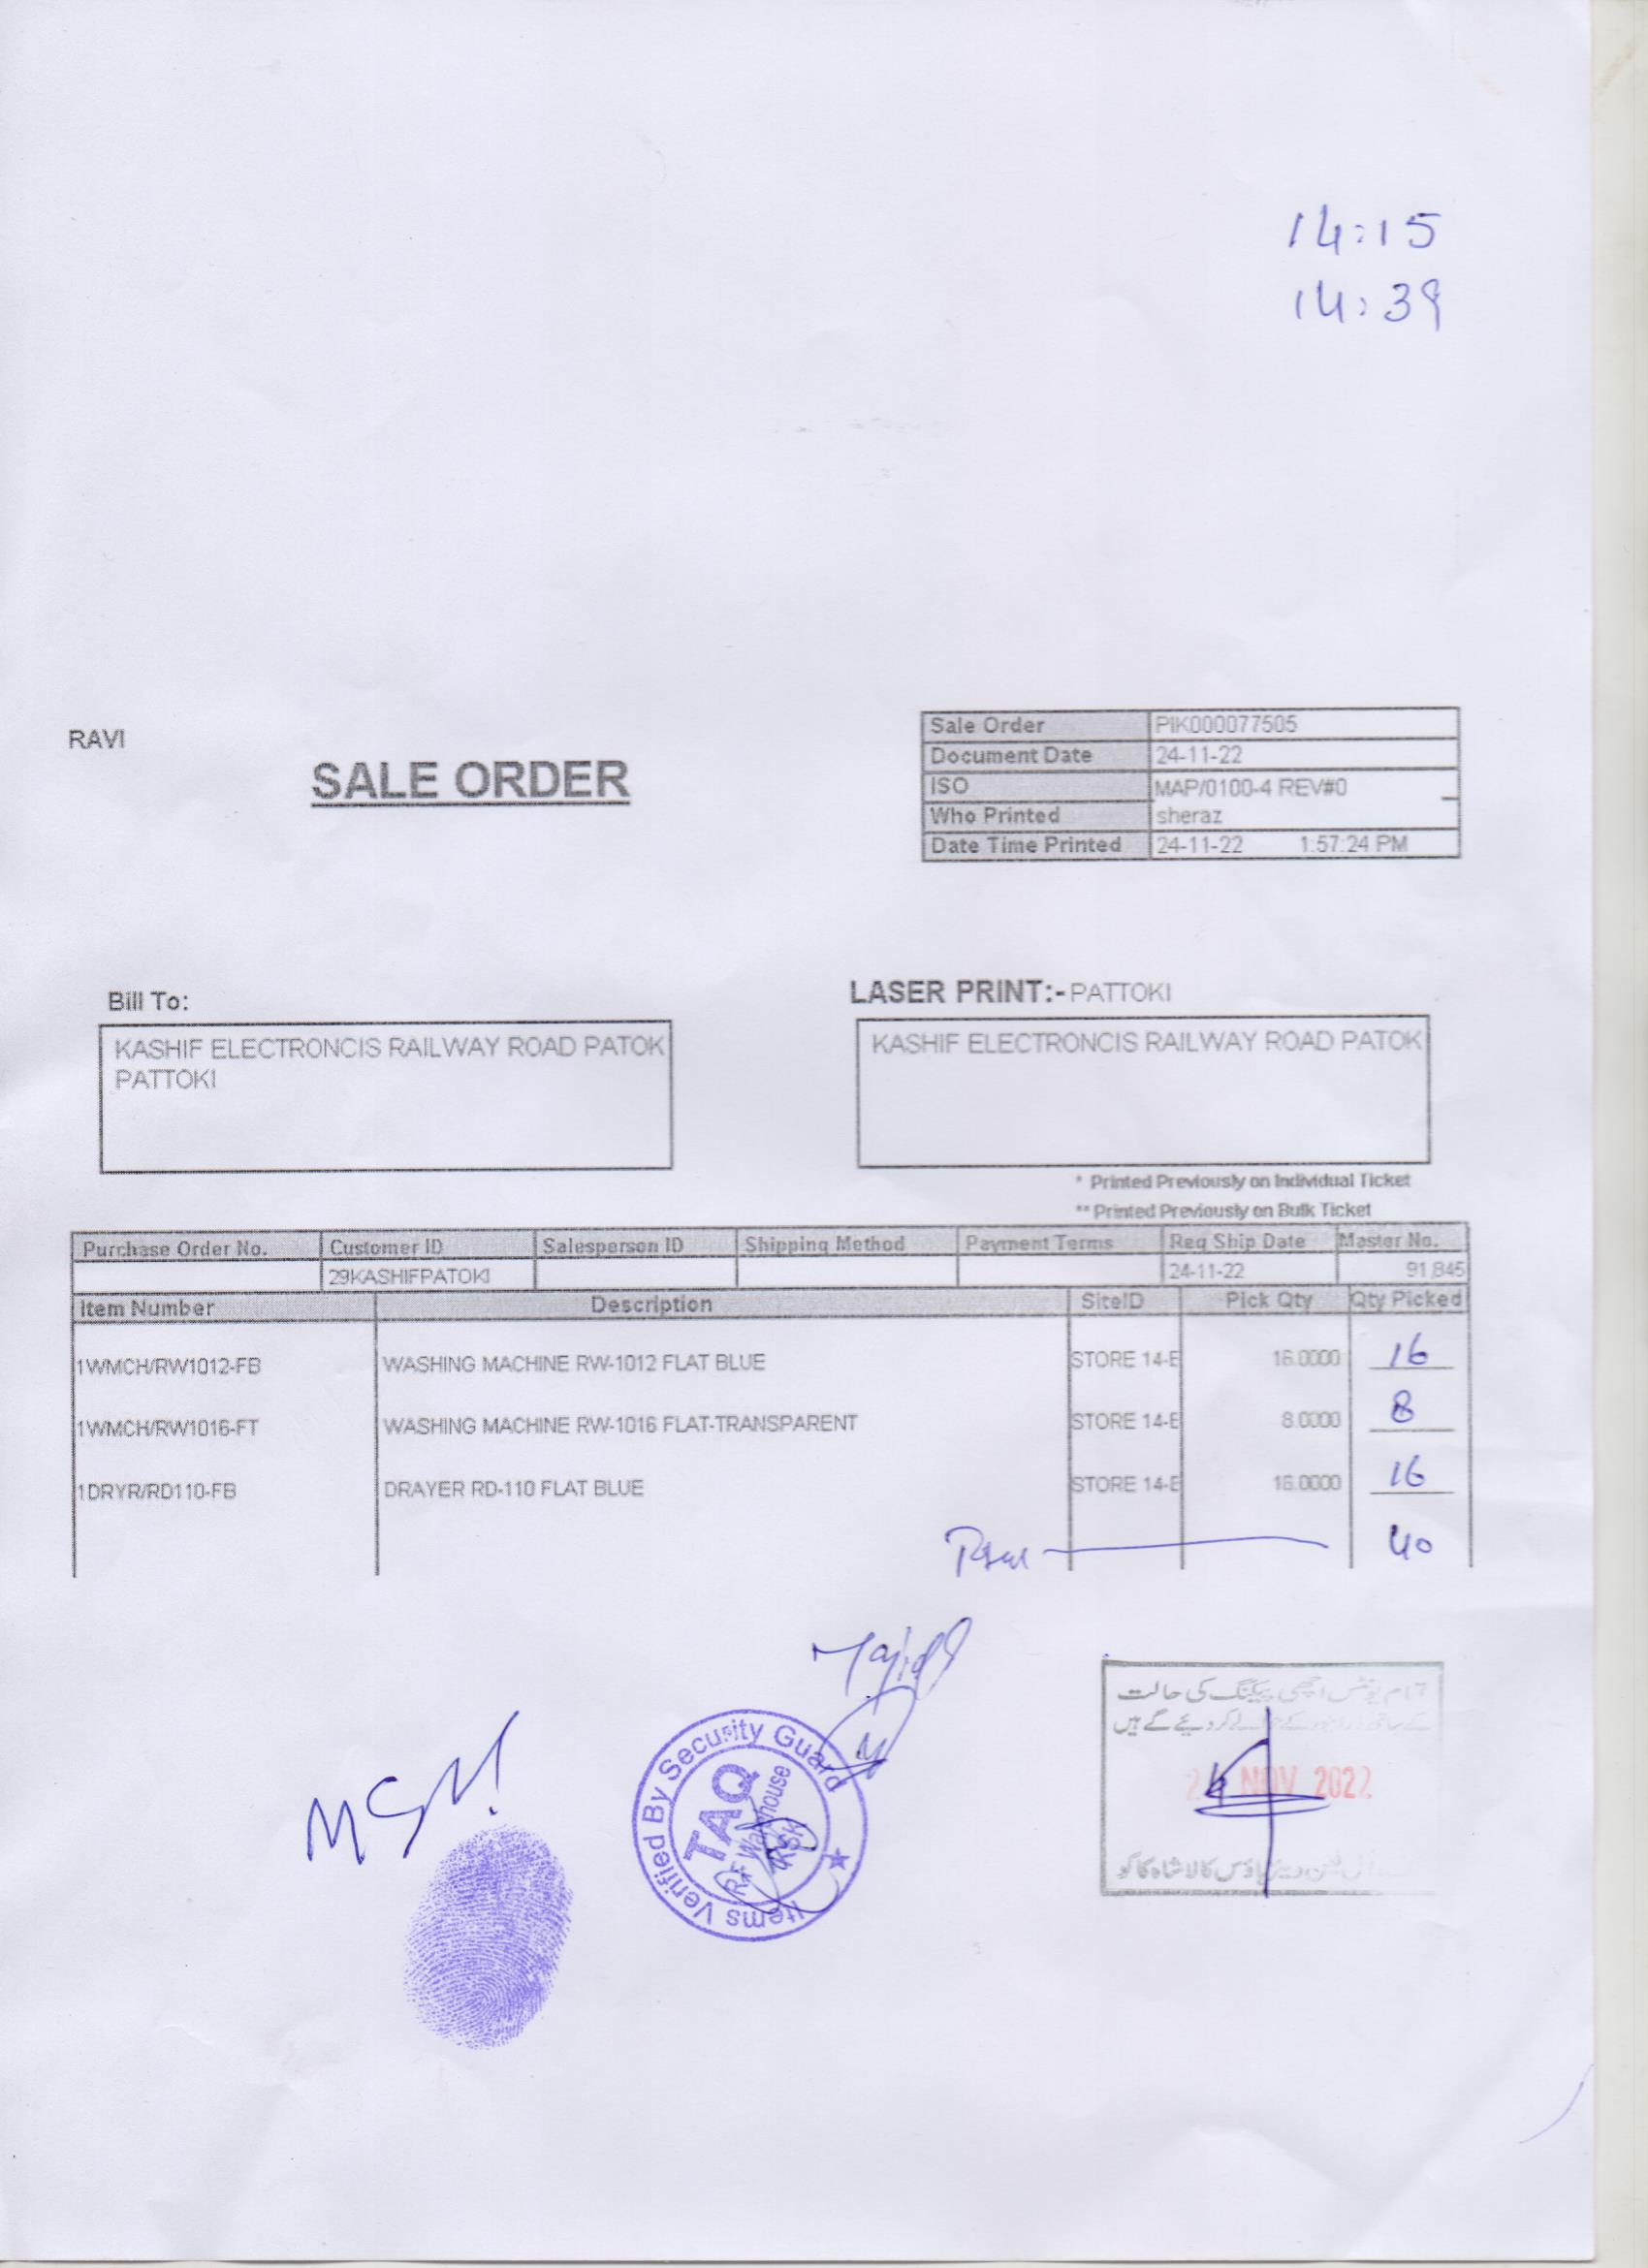 14:15
14:39
RAVI
SALE ORDER
Sale Order PIK000077505
Document Date 24-11-22
ISO MAP/0100-4 REV#0
Who Printed sheraz
Date Time Printed 24-11-22 1:57:24 PM
Bill To:
LASER PRINT:- PATTOKI
KASHIF ELECTRONCIS RAILWAY ROAD PATOK
PATTOKI
KASHIF ELECTRONCIS RAILWAY ROAD PATOK
* Printed Previously on Individual Ticket
** Printed Previously on Bulk Ticket
Purchase Order No. Customer ID Salesperson ID Shipping Method Payment Terms Req Ship Date Master No.
29KASHIFPATOKI 24-11-22 91,845
Item Number Description SiteID Pick Qty Qty Picked
1WMCH/RW1012-FB WASHING MACHINE RW-1012 FLAT BLUE STORE 14-E 16.0000 16
1WMCH/RW1016-FT WASHING MACHINE RW-1016 FLAT-TRANSPARENT STORE 14-E 8.0000 8
1DRYR/RD110-FB DRAYER RD-110 FLAT BLUE STORE 14-E 16.0000 16
40
Majid
Items Verified By Security Guard
TAQ
R.F Warehouse
KSK
تمام یونٹس اچھی پیکنگ کی حالت
کر دیئے گے ہیں
24 NOV 2022
کالا شاہ کاکو